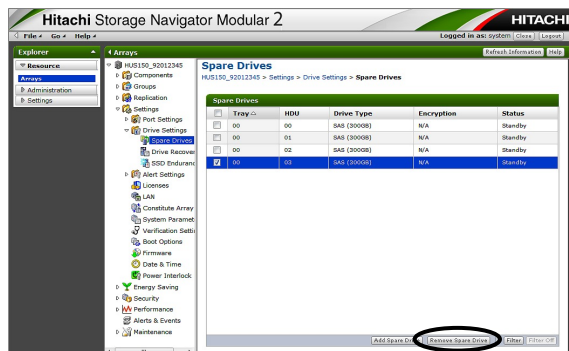 Hitachi Storage Navigator Modular 2
HITACHI
File Go Help
Logged in as: system Close Logout
Explorer
Arrays
Refresh Information Help
Resource
Arrays
Administration
Settings
HUS150_92012345
Components
Groups
Replication
Settings
Port Settings
Drive Settings
Spare Drives
Drive Recover
SSD Enduranc
Alert Settings
Licenses
LAN
Constitute Array
System Paramet
Verification Settin
Boot Options
Firmware
Date & Time
Power Interlock
Energy Saving
Security
Performance
Alerts & Events
Maintenance
Spare Drives
HUS150_92012345 > Settings > Drive Settings > Spare Drives
Spare Drives
Tray HDU Drive Type Encryption Status
00 00 SAS (300GB) N/A Standby
00 01 SAS (300GB) N/A Standby
00 02 SAS (300GB) N/A Standby
00 03 SAS (300GB) N/A Standby
Add Spare Dri Remove Spare Drive Filter Filter Off